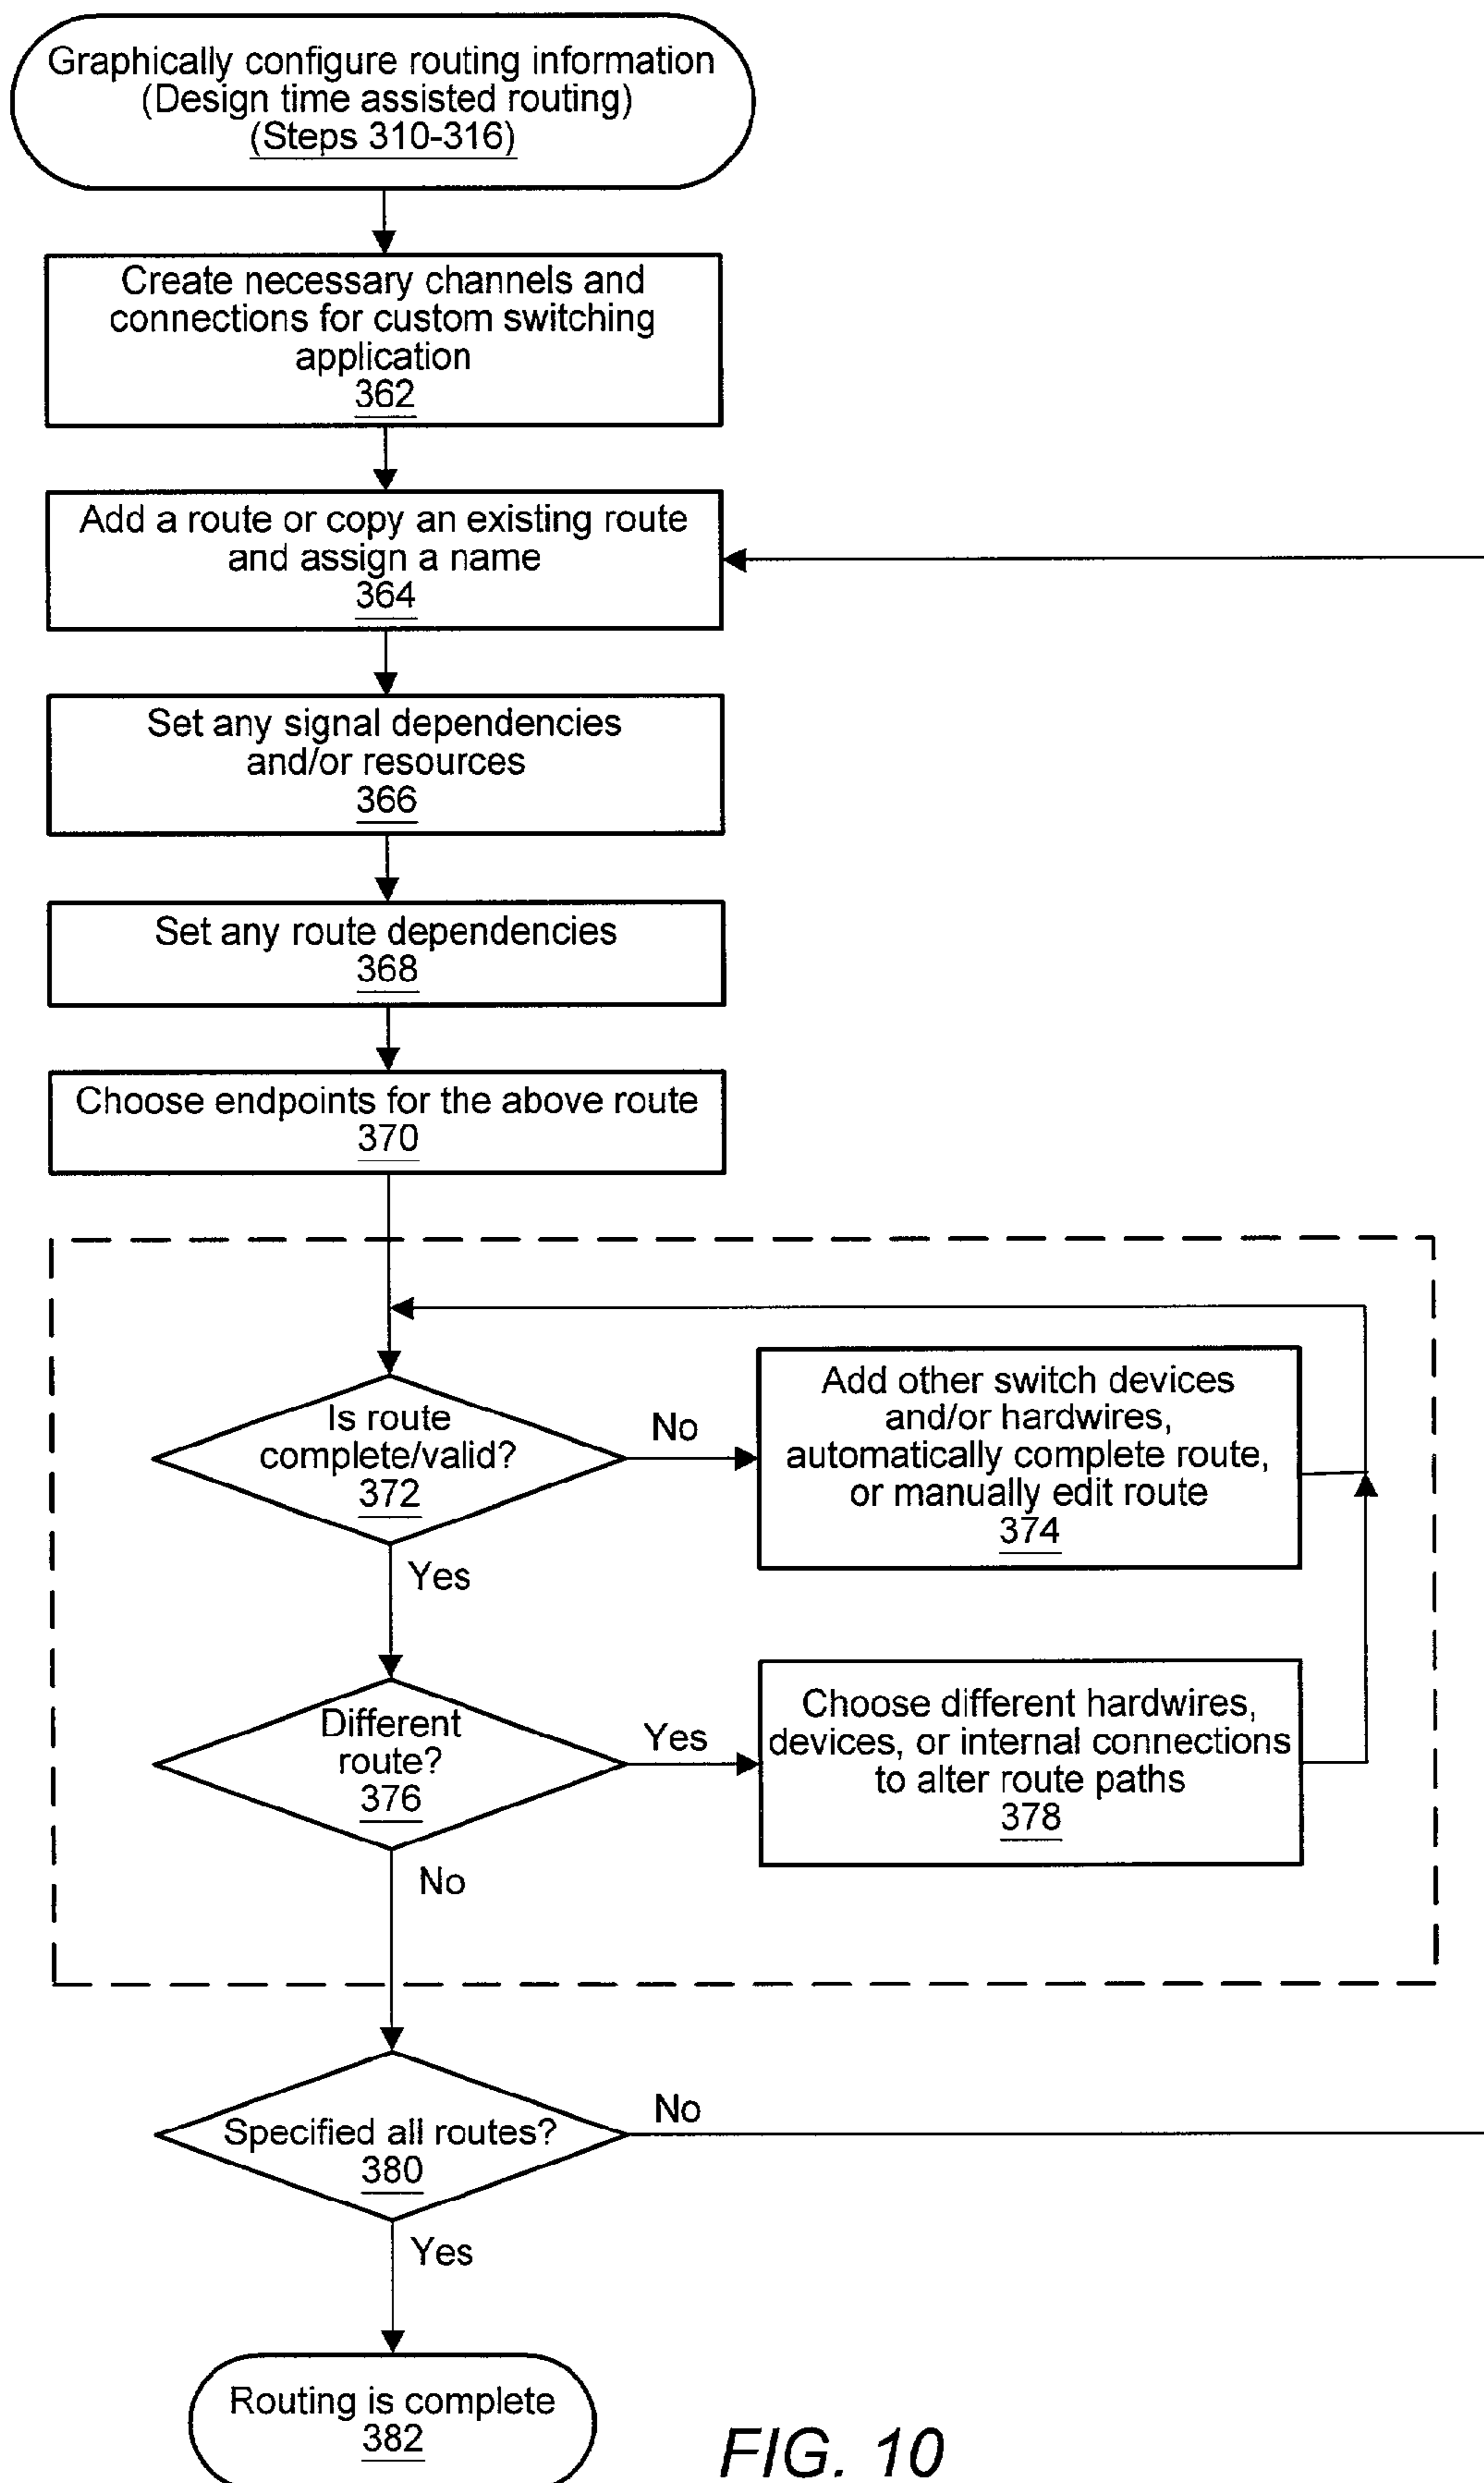 Graphically configure routing information
(Design time assisted routing)
(Steps 310-316)
Create necessary channels and
connections for custom switching
application
362
Add a route or copy an existing route
and assign a name
364
Set any signal dependencies
and/or resources
366
Set any route dependencies
368
Choose endpoints for the above route
370
Is route
complete/valid?
372
No
Add other switch devices
and/or hardwires,
automatically complete route,
or manually edit route
374
Yes
Different
route?
376
Yes
Choose different hardwires,
devices, or internal connections
to alter route paths
378
No
Specified all routes?
380
No
Yes
Routing is complete
382
FIG. 10